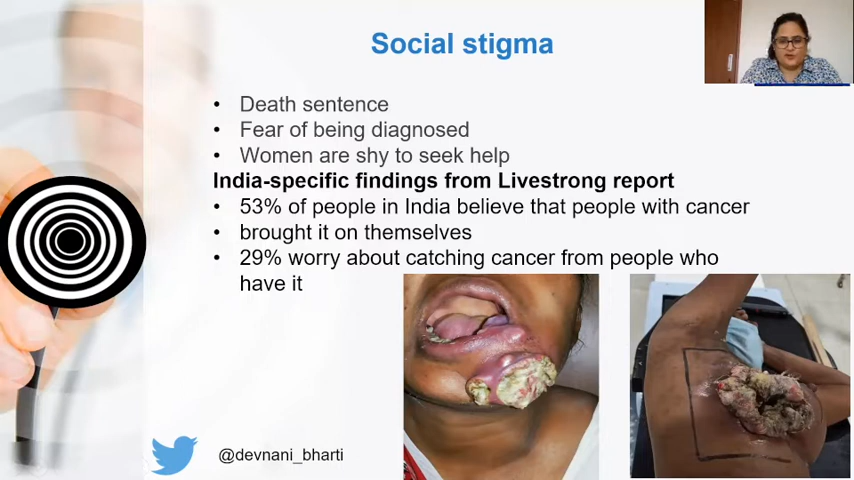 Social stigma
• Death sentence
• Fear of being diagnosed
• Women are shy to seek help
India-specific findings from Livestrong report
• 53% of people in India believe that people with cancer
• brought it on themselves
• 29% worry about catching cancer from people who
have it
@devnani_bharti